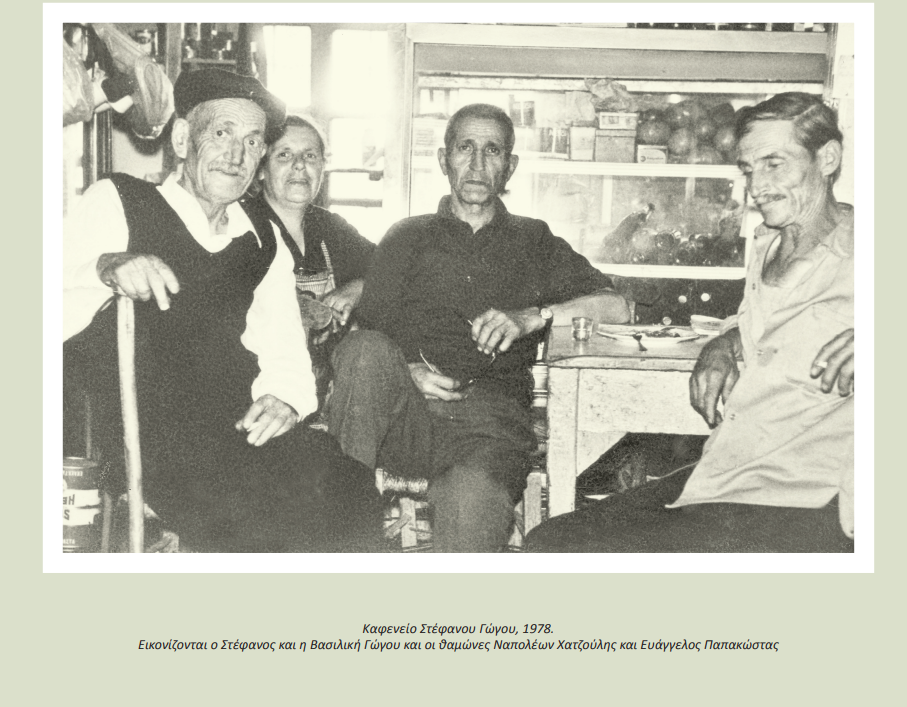 Καφενείο Στέφανου Γώγου, 1978.
Εικονίζονται ο Στέφανος και η Βασιλική Γώγου και οι θαμώνες Ναπολέων Χατζούλης και Ευάγγελος Παπακώστας